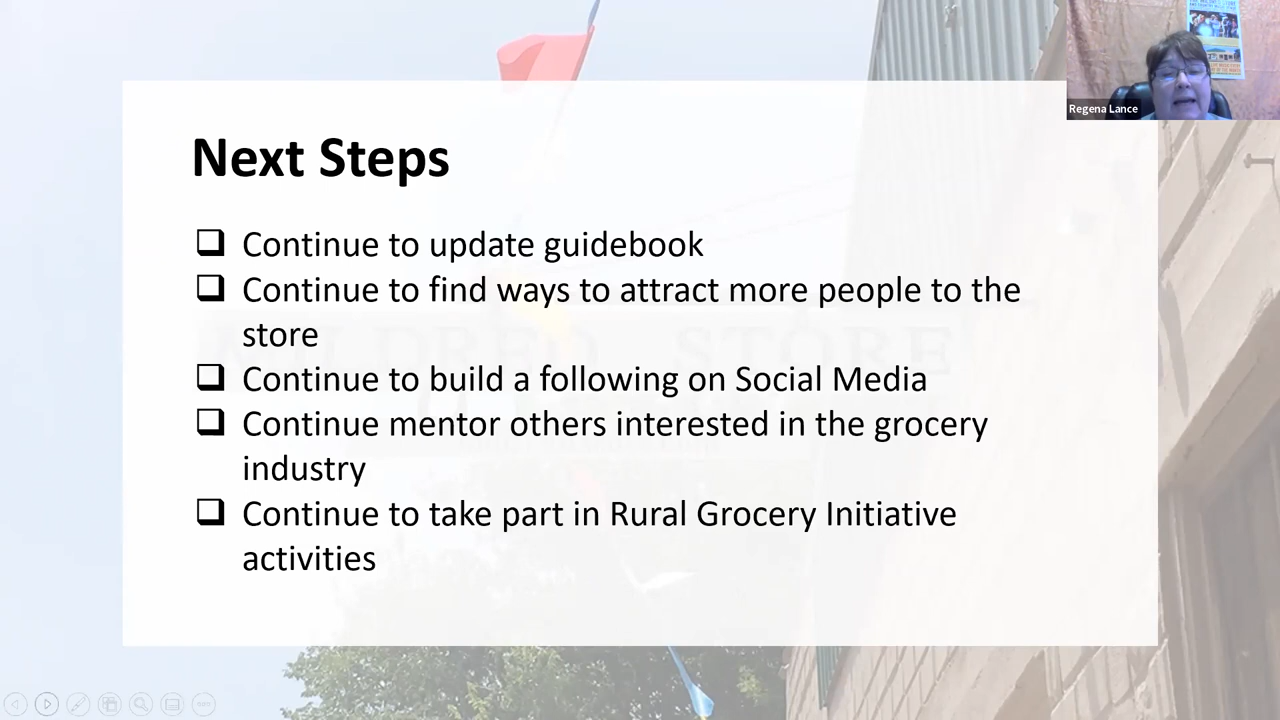 Regena Lance
Next Steps
Continue to update guidebook
Continue to find ways to attract more people to the
store
Continue to build a following on Social Media
Continue mentor others interested in the grocery
industry
Continue to take part in Rural Grocery Initiative
activities
STORE